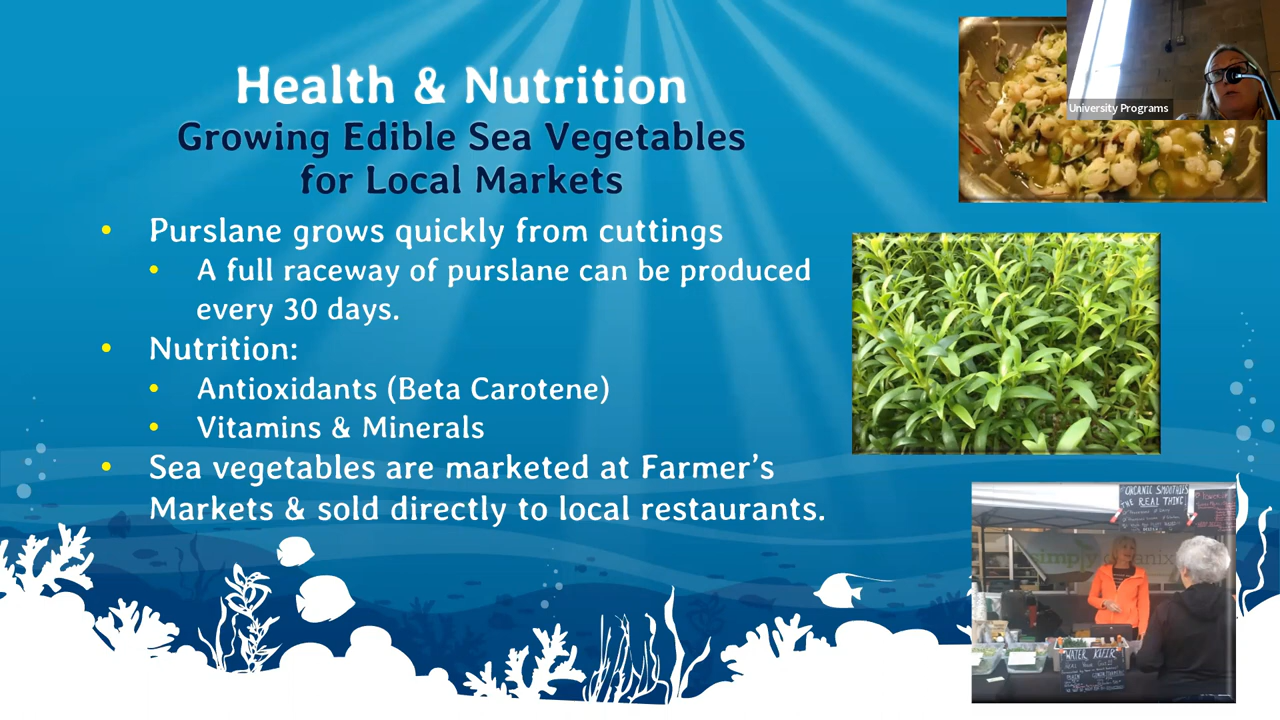 Health & Nutrition
Growing Edible Sea Vegetables
for Local Markets
• Purslane grows quickly from cuttings
• A full raceway of purslane can be produced
every 30 days.
• Nutrition:
• Antioxidants (Beta Carotene)
• Vitamins & Minerals
• Sea vegetables are marketed at Farmer’s
Markets & sold directly to local restaurants.
University Programs
ORGANIC SMOOTHIES
THE REAL THING
WATER KEFIR